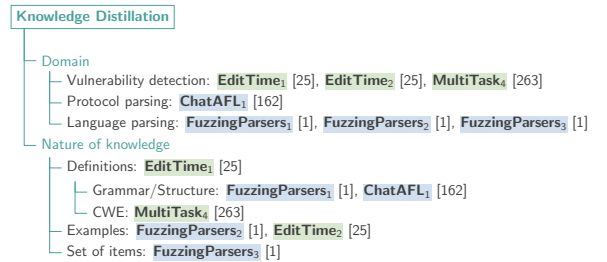 Knowledge Distillation
Domain
Vulnerability detection: EditTime₁ [25], EditTime₂ [25], MultiTask₄ [263]
Protocol parsing: ChatAFL₁ [162]
Language parsing: FuzzingParsers₁ [1], FuzzingParsers₂ [1], FuzzingParsers₃ [1]
Nature of knowledge
Definitions: EditTime₁ [25]
Grammar/Structure: FuzzingParsers₁ [1], ChatAFL₁ [162]
CWE: MultiTask₄ [263]
Examples: FuzzingParsers₂ [1], EditTime₂ [25]
Set of items: FuzzingParsers₃ [1]